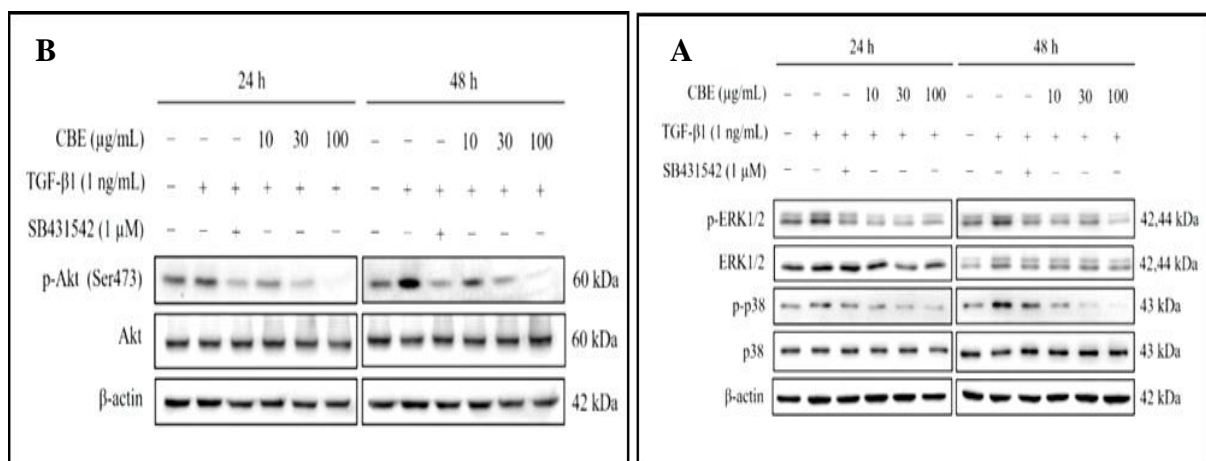 B
24 h 48 h
CBE (µg/mL) − − − 10 30 100 − − − 10 30 100
TGF-β1 (1 ng/mL) − + + + + + − + + + + +
SB431542 (1 µM) − − + − − − − − + − − −
p-Akt (Ser473) 60 kDa
Akt 60 kDa
β-actin 42 kDa
A
24 h 48 h
CBE (µg/mL) − − − 10 30 100 − − − 10 30 100
TGF-β1 (1 ng/mL) − + + + + + − + + + + +
SB431542 (1 µM) − − + − − − − − + − − −
p-ERK1/2 42,44 kDa
ERK1/2 42,44 kDa
p-p38 43 kDa
p38 43 kDa
β-actin 42 kDa